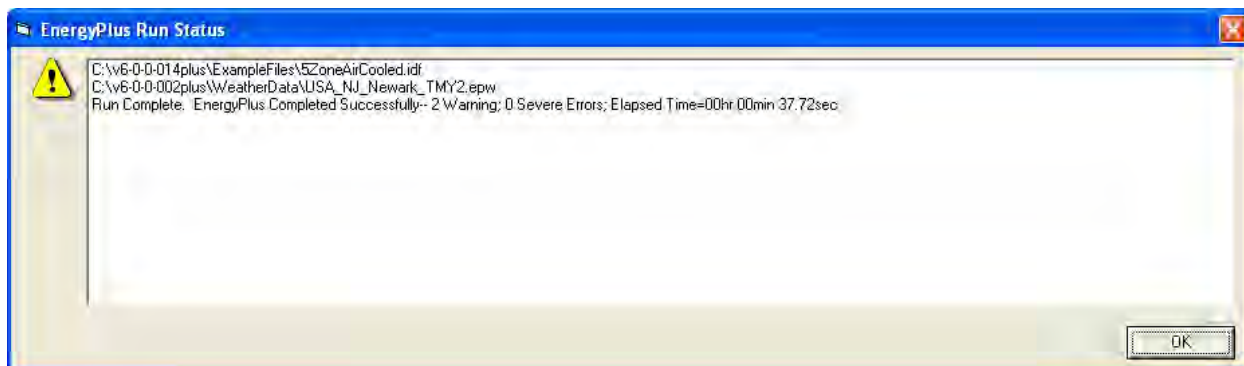 EnergyPlus Run Status
C:\v6-0-0-014plus\ExampleFiles\5ZoneAirCooled.idf
C:\v6-0-0-002plus\WeatherData\USA_NJ_Newark_TMY2.epw
Run Complete. EnergyPlus Completed Successfully-- 2 Warning; 0 Severe Errors; Elapsed Time=00hr 00min 37.72sec
OK